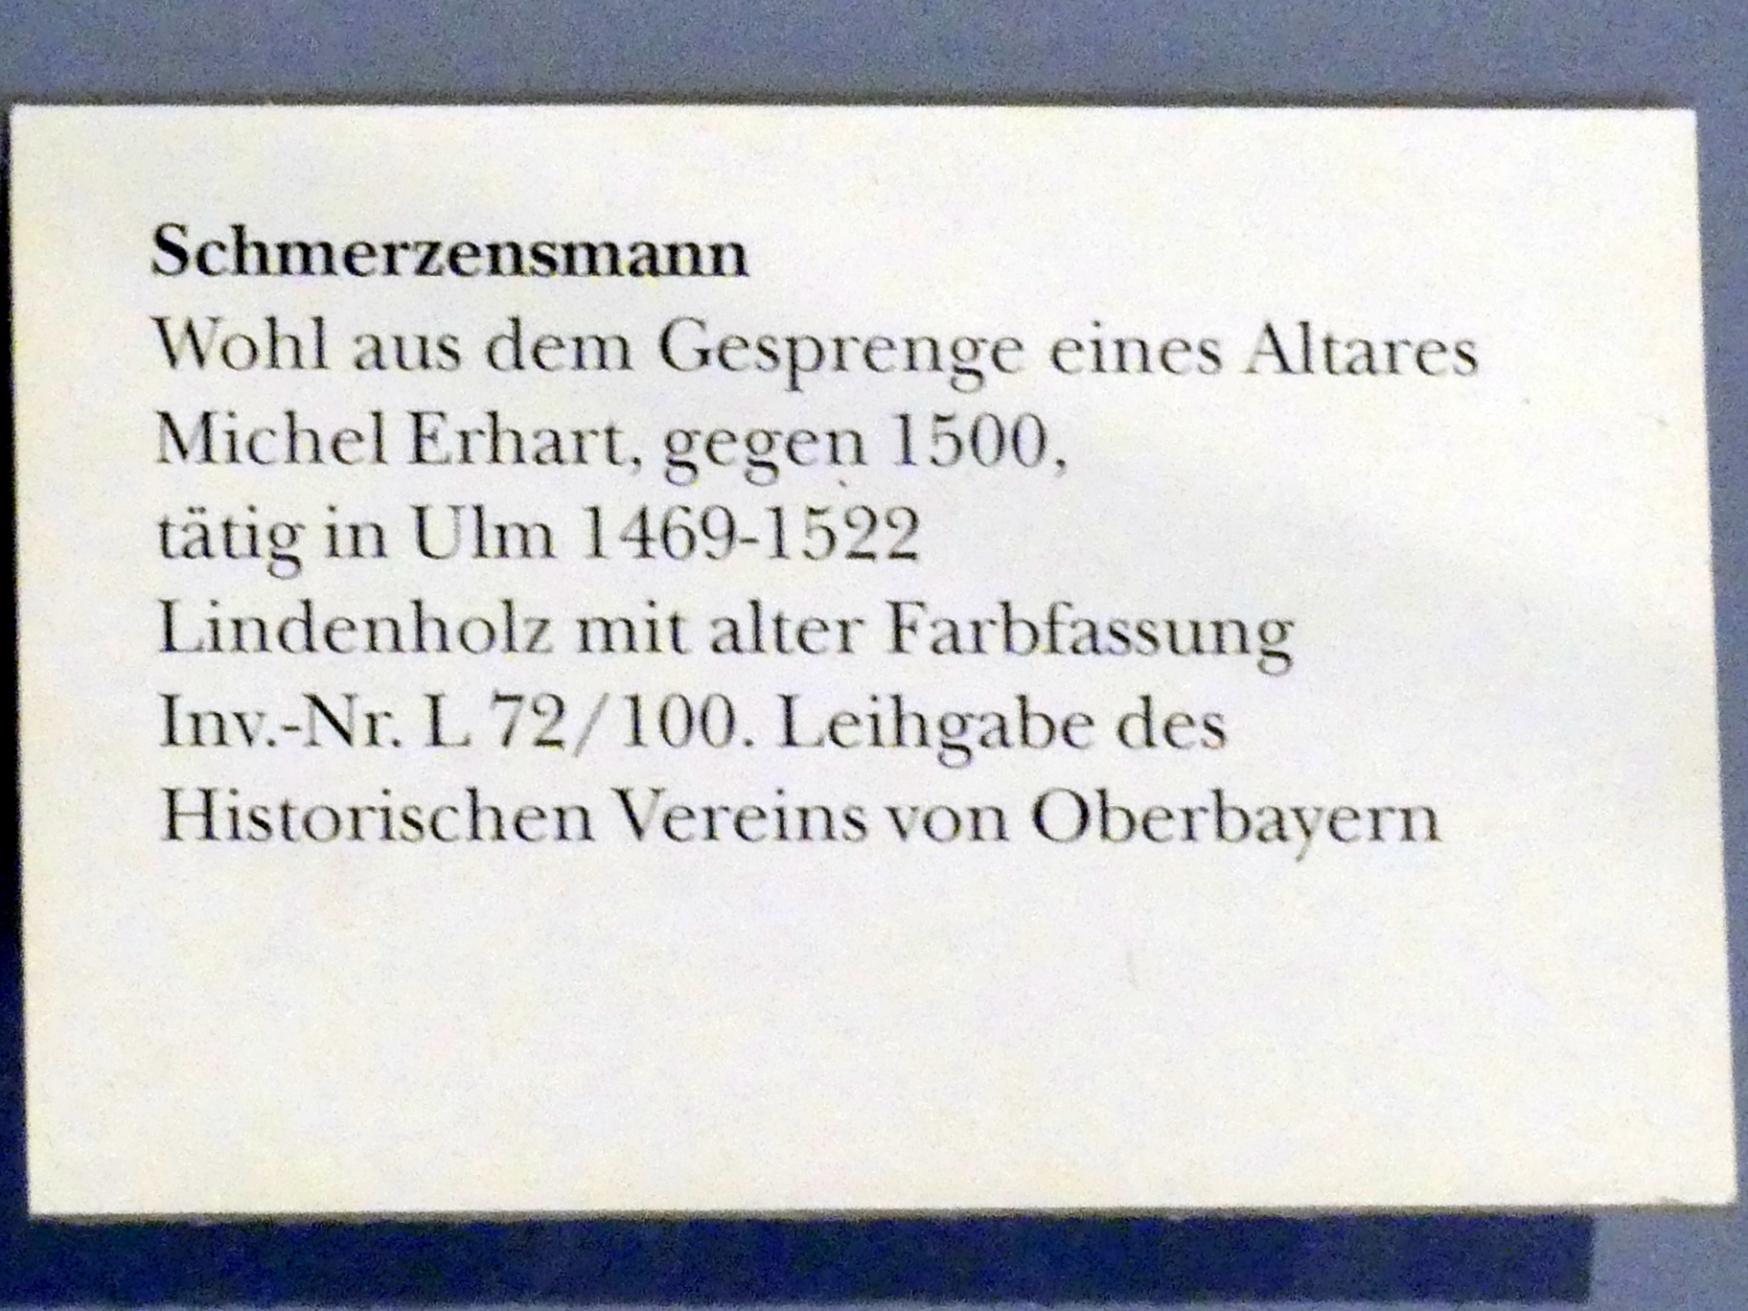 Schmerzensmann
Wohl aus dem Gesprenge eines Altares
Michel Erhart, gegen 1500,
tätig in Ulm 1469-1522
Lindenholz mit alter Farbfassung
Inv.-Nr. L 72/100. Leihgabe des
Historischen Vereins von Oberbayern